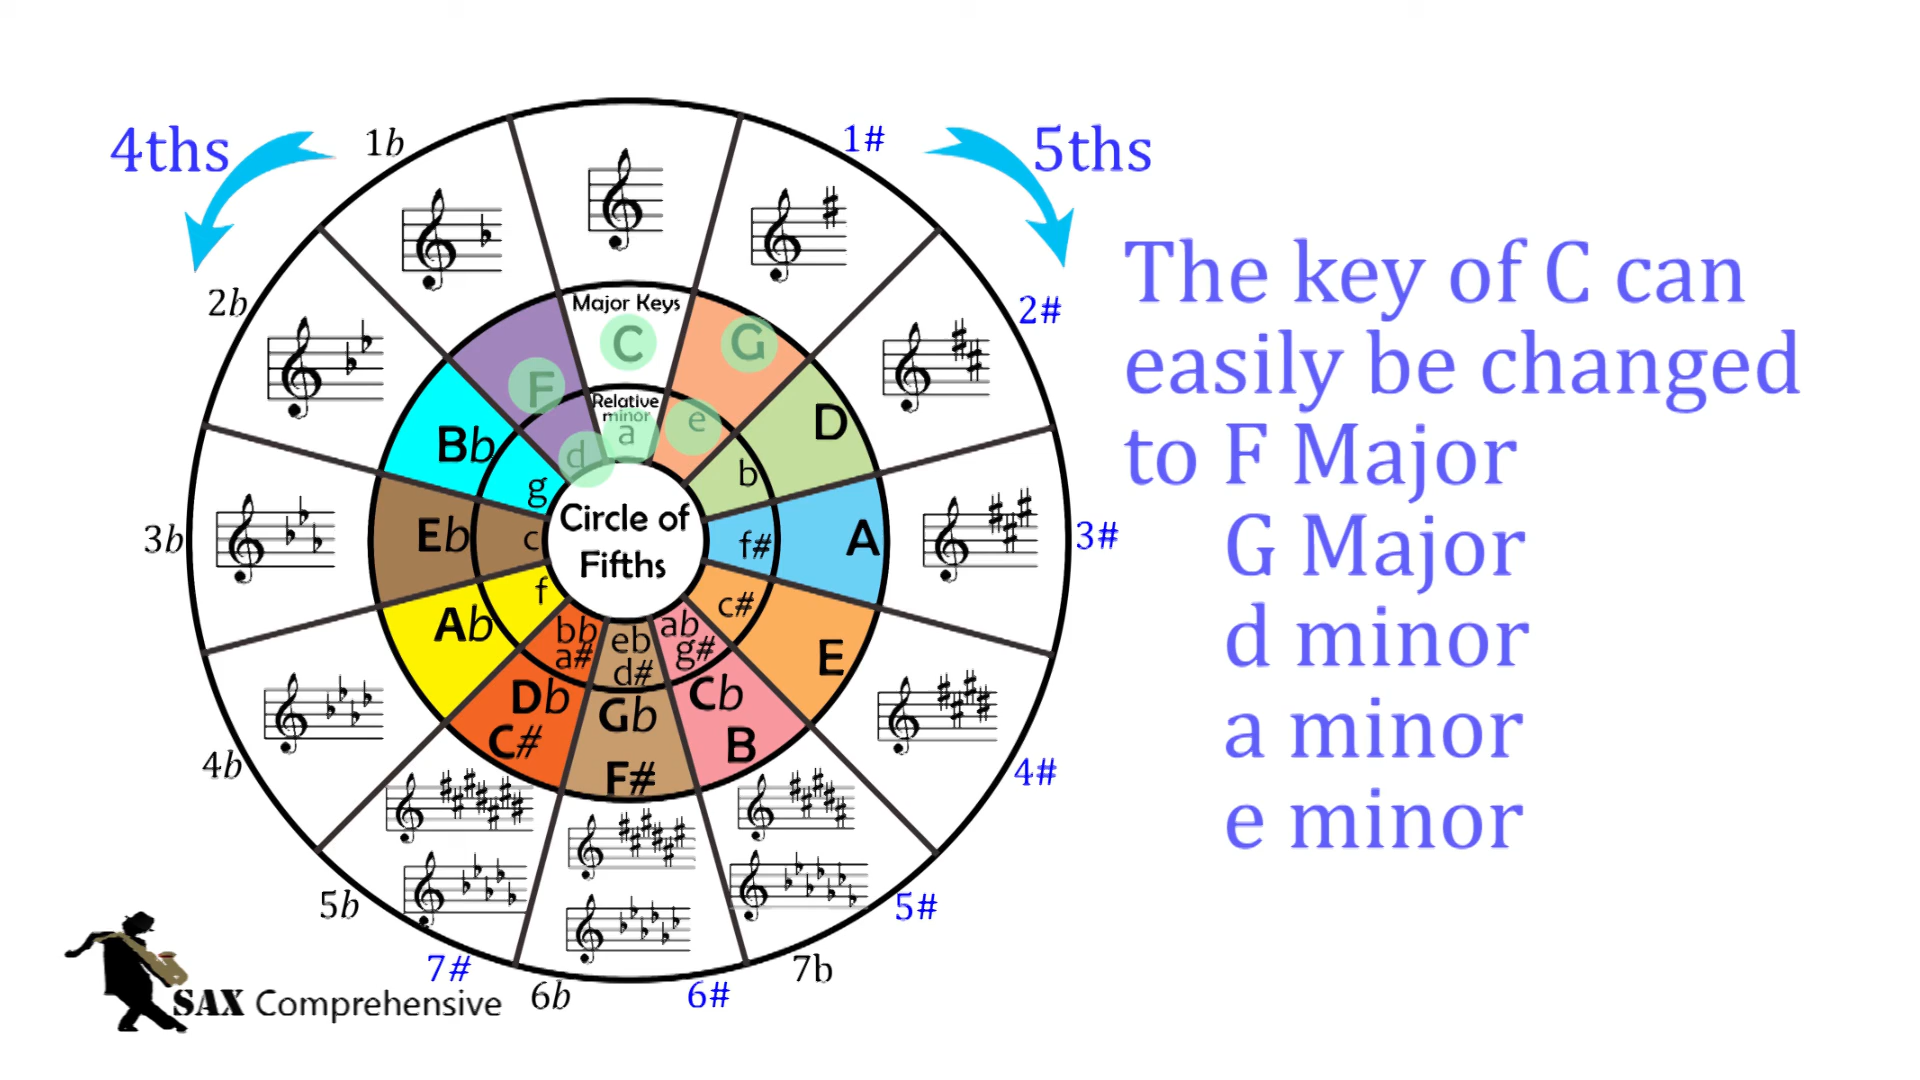 4ths
1b
1#
5ths
2b
2#
3b
3#
4b
4#
5b
5#
7#
6b
6#
7b
Major Keys
C
G
D
A
E
Cb
B
Gb
F#
Db
C#
Ab
Eb
Bb
F
Relative
minor
a
e
b
f#
c#
ab
g#
eb
d#
bb
a#
f
c
g
d
Circle of
Fifths
The key of C can
easily be changed
to F Major
G Major
d minor
a minor
e minor
SAX Comprehensive